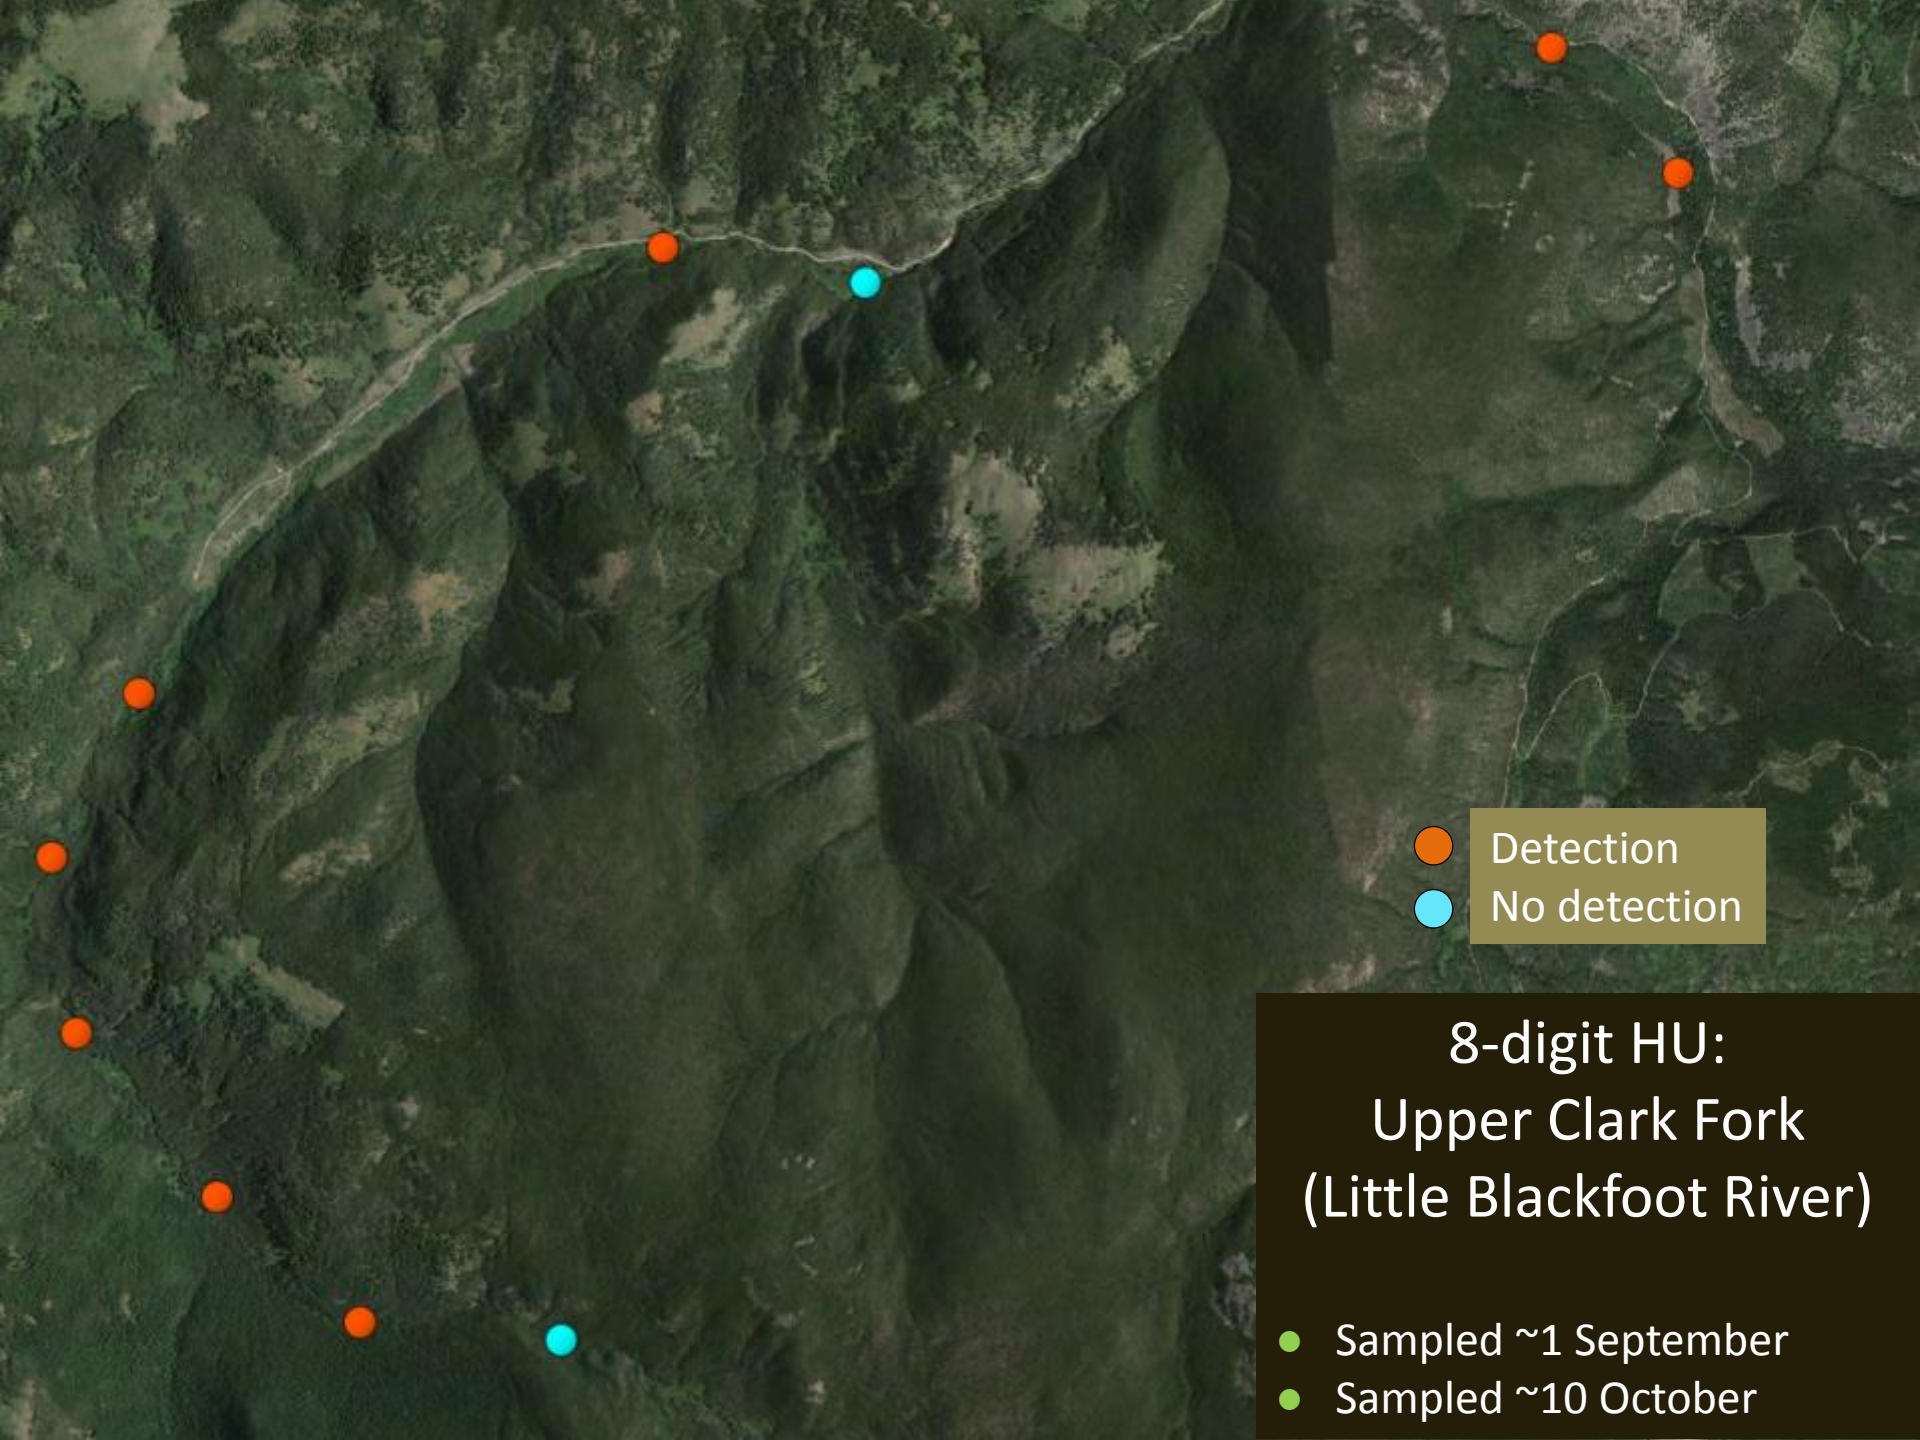 Detection
No detection
8-digit HU:
Upper Clark Fork
(Little Blackfoot River)
Sampled ~1 September
Sampled ~10 October